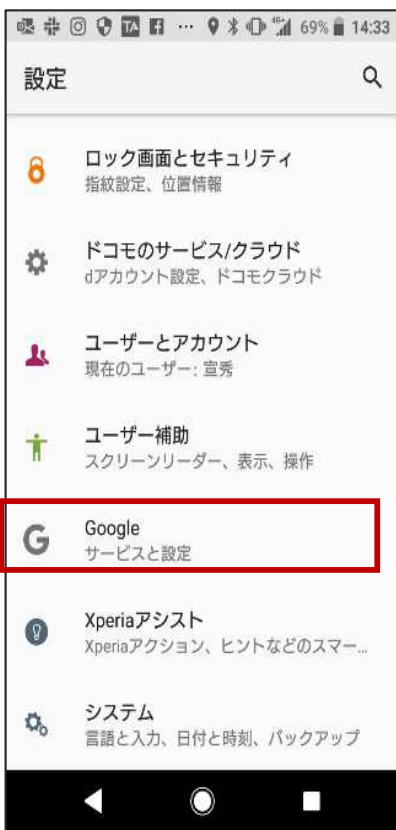 69% 14:33
設定
ロック画面とセキュリティ
指紋設定、位置情報
ドコモのサービス/クラウド
dアカウント設定、ドコモクラウド
ユーザーとアカウント
現在のユーザー: 宣秀
ユーザー補助
スクリーンリーダー、表示、操作
Google
サービスと設定
Xperiaアシスト
Xperiaアクション、ヒントなどのスマー...
システム
言語と入力、日付と時刻、バックアップ